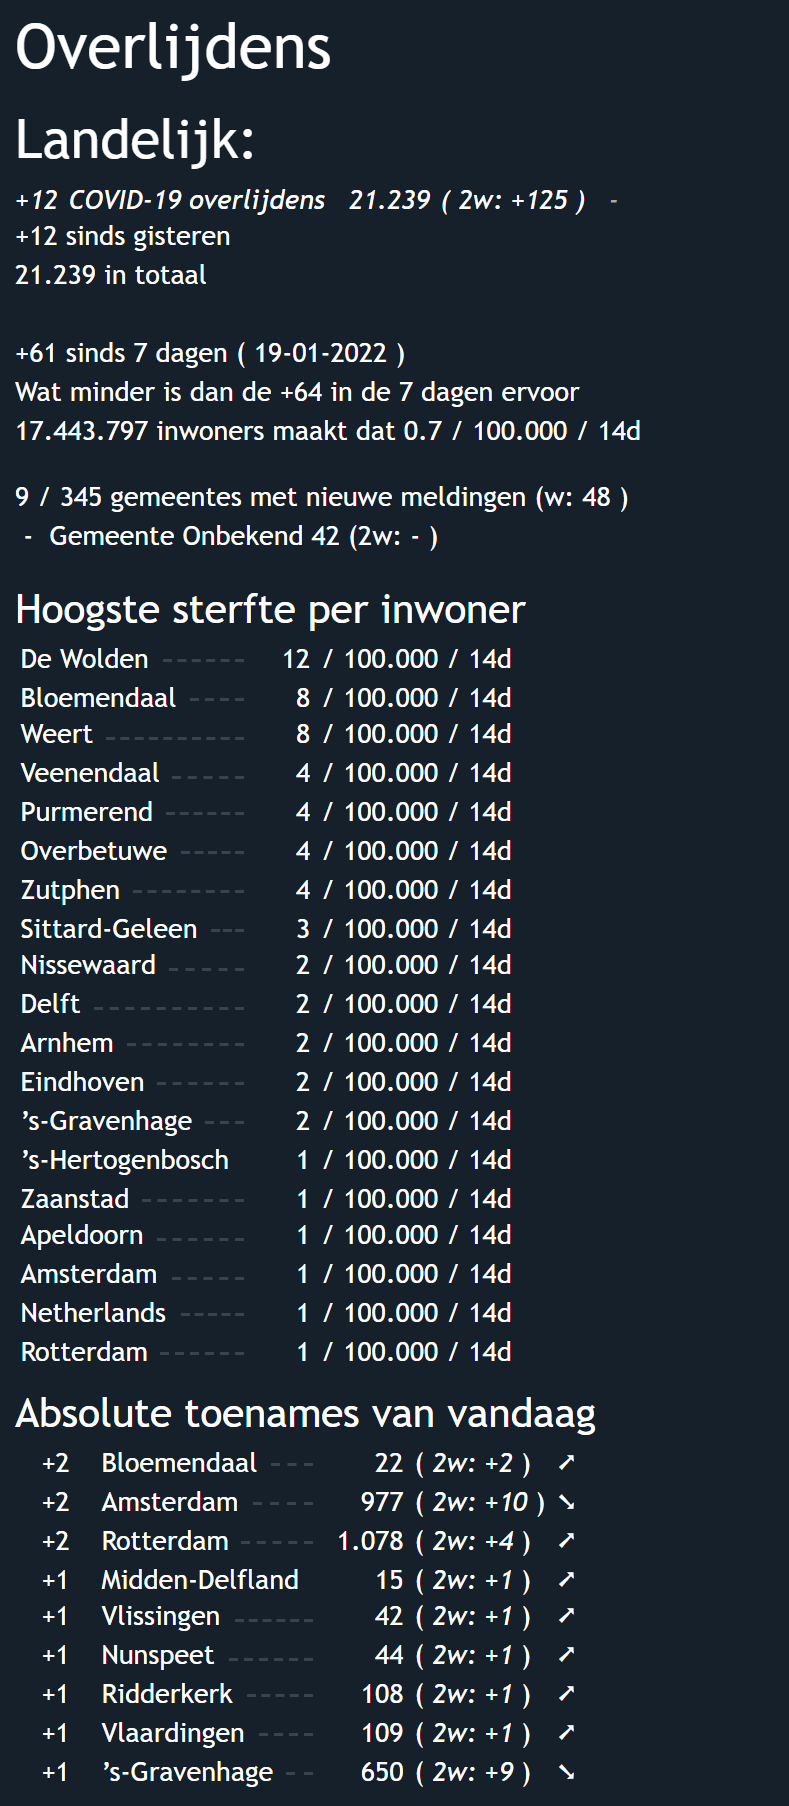 Overlijdens
Landelijk:
+12 COVID-19 overlijdens 21.239 ( 2w: +125 ) -
+12 sinds gisteren
21.239 in totaal
+61 sinds 7 dagen ( 19-01-2022 )
Wat minder is dan de +64 in de 7 dagen ervoor
17.443.797 inwoners maakt dat 0.7 / 100.000 / 14d
9 / 345 gemeentes met nieuwe meldingen (w: 48 )
- Gemeente Onbekend 42 (2w: - )
Hoogste sterfte per inwoner
De Wolden ------ 12 / 100.000 / 14d
Bloemendaal ---- 8 / 100.000 / 14d
Weert ---------- 8 / 100.000 / 14d
Veenendaal ----- 4 / 100.000 / 14d
Purmerend ------ 4 / 100.000 / 14d
Overbetuwe ----- 4 / 100.000 / 14d
Zutphen -------- 4 / 100.000 / 14d
Sittard-Geleen --- 3 / 100.000 / 14d
Nissewaard ----- 2 / 100.000 / 14d
Delft ----------- 2 / 100.000 / 14d
Arnhem -------- 2 / 100.000 / 14d
Eindhoven ------ 2 / 100.000 / 14d
’s-Gravenhage --- 2 / 100.000 / 14d
’s-Hertogenbosch 1 / 100.000 / 14d
Zaanstad ------- 1 / 100.000 / 14d
Apeldoorn ------ 1 / 100.000 / 14d
Amsterdam ----- 1 / 100.000 / 14d
Netherlands ----- 1 / 100.000 / 14d
Rotterdam ------ 1 / 100.000 / 14d
Absolute toenames van vandaag
+2 Bloemendaal --- 22 ( 2w: +2 ) ➚
+2 Amsterdam ---- 977 ( 2w: +10 ) ➘
+2 Rotterdam ----- 1.078 ( 2w: +4 ) ➚
+1 Midden-Delfland 15 ( 2w: +1 ) ➚
+1 Vlissingen ------ 42 ( 2w: +1 ) ➚
+1 Nunspeet ------ 44 ( 2w: +1 ) ➚
+1 Ridderkerk ----- 108 ( 2w: +1 ) ➚
+1 Vlaardingen ---- 109 ( 2w: +1 ) ➚
+1 ’s-Gravenhage -- 650 ( 2w: +9 ) ➘